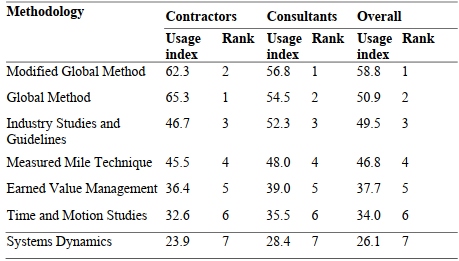 Methodology Contractors Consultants Overall
Usage index Rank Usage index Rank Usage index Rank
Modified Global Method 62.3 2 56.8 1 58.8 1
Global Method 65.3 1 54.5 2 50.9 2
Industry Studies and Guidelines 46.7 3 52.3 3 49.5 3
Measured Mile Technique 45.5 4 48.0 4 46.8 4
Earned Value Management 36.4 5 39.0 5 37.7 5
Time and Motion Studies 32.6 6 35.5 6 34.0 6
Systems Dynamics 23.9 7 28.4 7 26.1 7